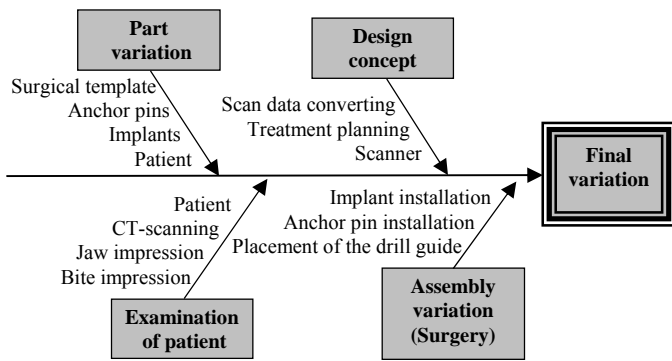 Part
variation
Surgical template
Anchor pins
Implants
Patient
Design
concept
Scan data converting
Treatment planning
Scanner
Final
variation
Patient
CT-scanning
Jaw impression
Bite impression
Examination
of patient
Implant installation
Anchor pin installation
Placement of the drill guide
Assembly
variation
(Surgery)